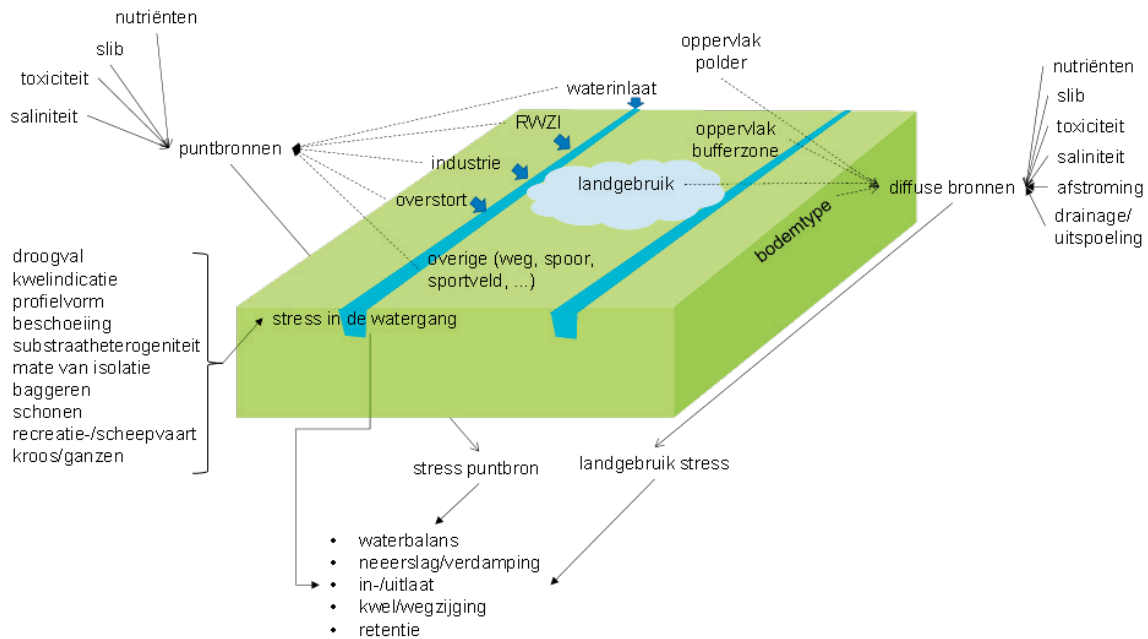 nutriënten
slib
toxiciteit
saliniteit
puntbronnen
waterinlaat
RWZI
industrie
overstort
overige (weg, spoor,
sportveld, ...)
oppervlak
polder
oppervlak
bufferzone
landgebruik
bodemtype
diffuse bronnen
nutriënten
slib
toxiciteit
saliniteit
afstroming
drainage/
uitspoeling
droogval
kwelindicatie
profielvorm
beschoeiing
substraatheterogeniteit
mate van isolatie
baggeren
schonen
recreatie-/scheepvaart
kroos/ganzen
stress in de watergang
stress puntbron
landgebruik stress
• waterbalans
• neeerslag/verdamping
• in-/uitlaat
• kwel/wegzijging
• retentie